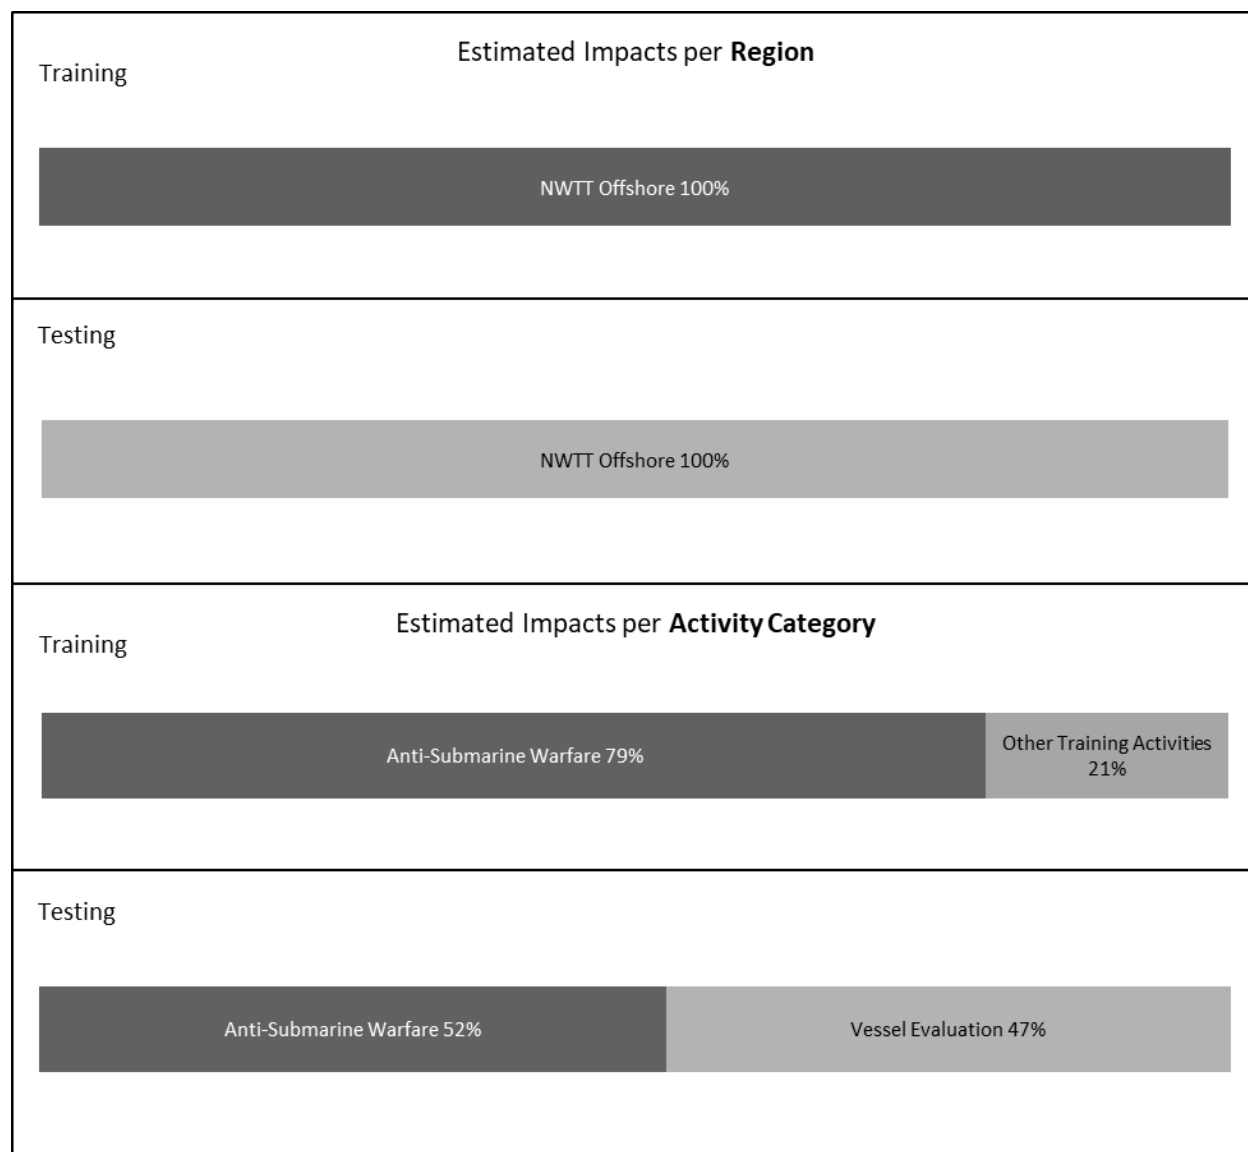 Estimated Impacts per Region
Training
NWTT Offshore 100%
Testing
NWTT Offshore 100%
Estimated Impacts per Activity Category
Training
Anti-Submarine Warfare 79%
Other Training Activities
21%
Testing
Anti-Submarine Warfare 52%
Vessel Evaluation 47%